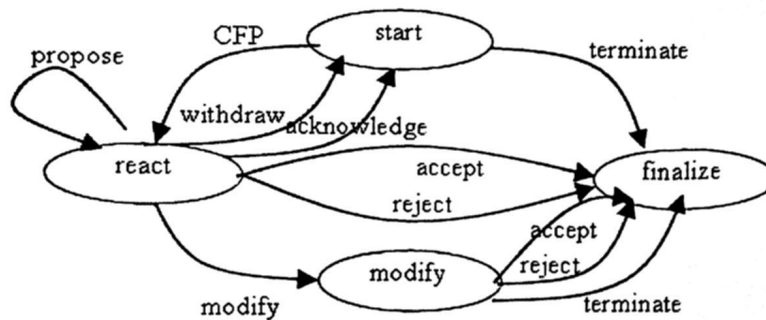 CFP
start
propose
terminate
withdraw
acknowledge
react
accept
finalize
reject
accept
modify
reject
modify
terminate